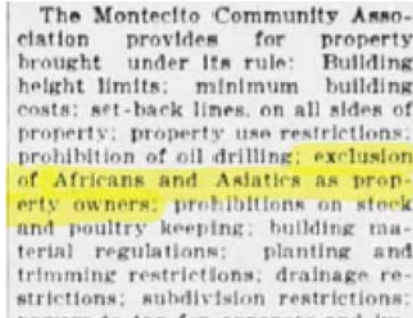 The Montecito Community Asso-
ciation provides for property
brought under its rule: Building
height limits; minimum building
costs; set-back lines, on all sides of
property; property use restrictions;
prohibition of oil drilling; exclusion
of Africans and Asiatics as prop-
erty owners; prohibitions on stock
and poultry keeping; building ma-
terial regulations; planting and
trimming restrictions; drainage re-
strictions; subdivision restrictions;